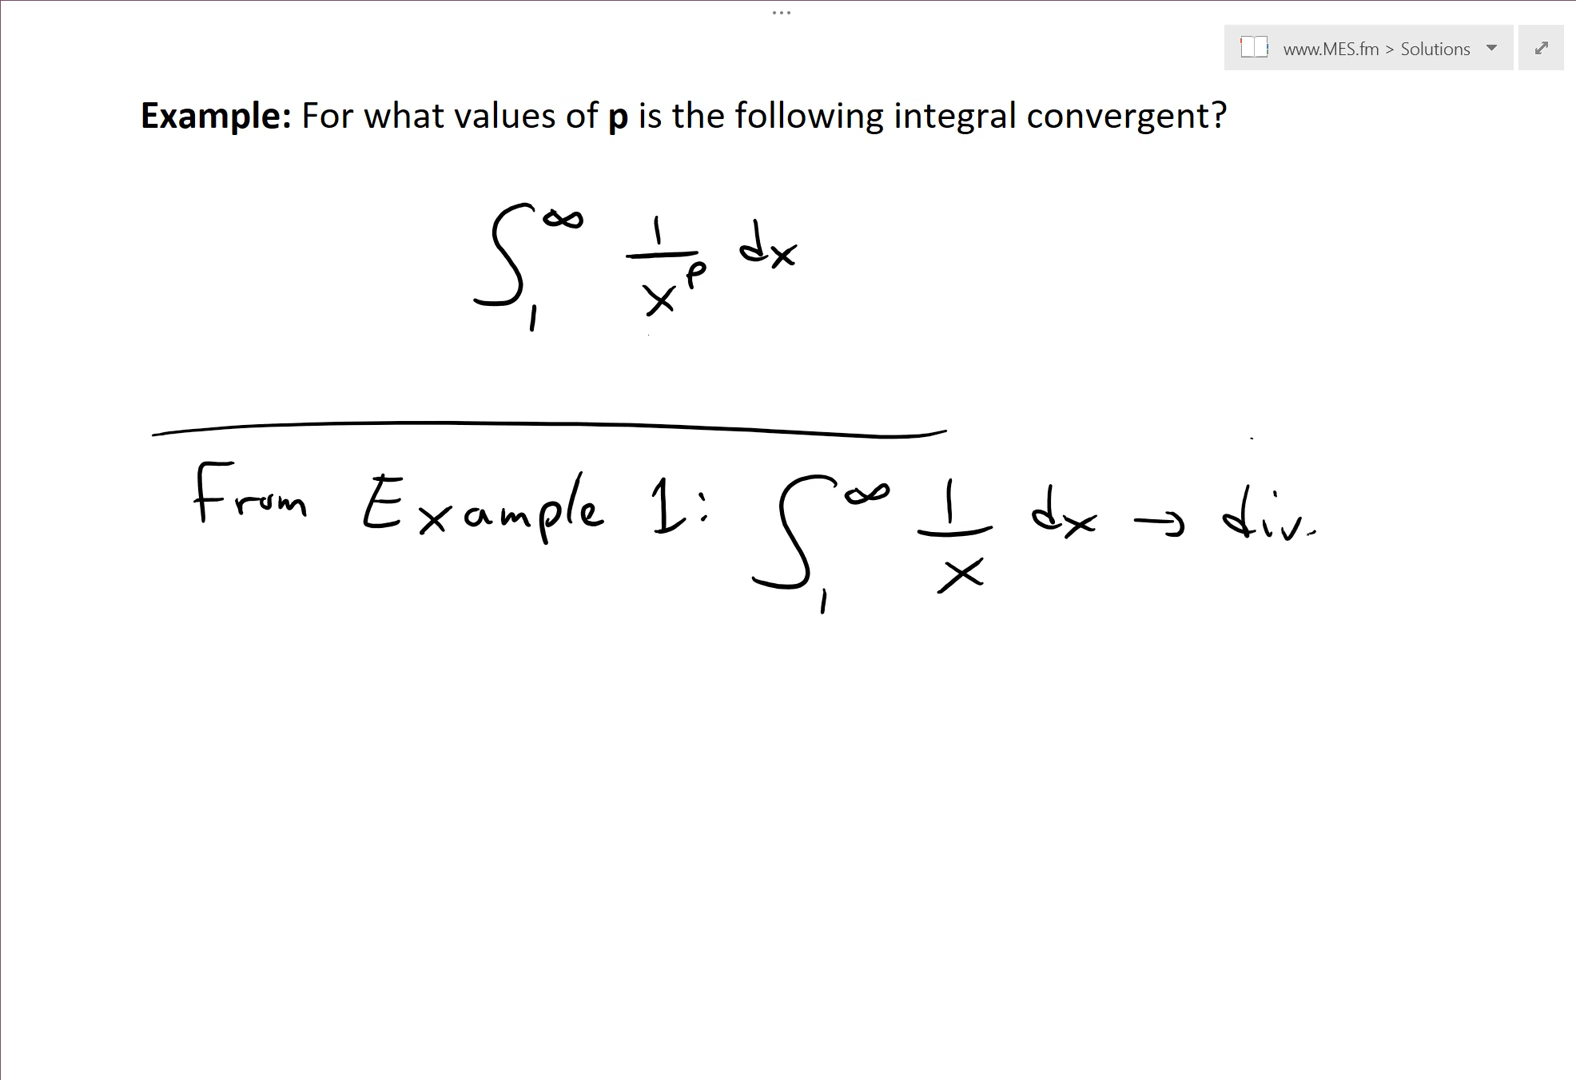 www.MES.fm > Solutions
Example: For what values of p is the following integral convergent?
∫₁^∞ 1/x^p dx
From Example 1: ∫₁^∞ 1/x dx → div.